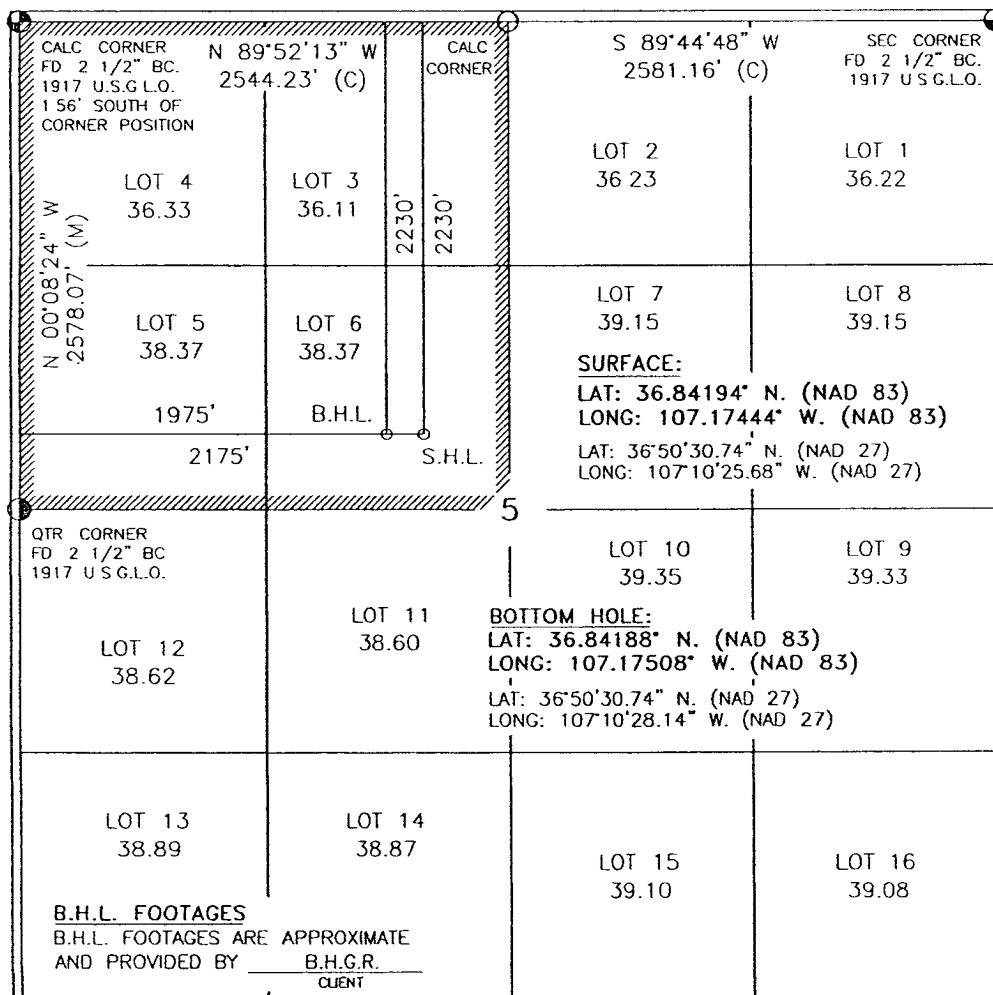 CALC CORNER
FD 2 1/2" BC.
1917 U.S.G L.O.
1 56' SOUTH OF
CORNER POSITION
N 89°52'13" W
2544.23' (C)
CALC
CORNER
S 89°44'48" W
2581.16' (C)
SEC CORNER
FD 2 1/2" BC.
1917 U S G.L.O.
LOT 4
36.33
LOT 3
36.11
LOT 2
36 23
LOT 1
36.22
N 00°08'24" W
2578.07' (M)
2230'
2230'
LOT 5
38.37
LOT 6
38.37
LOT 7
39.15
LOT 8
39.15
SURFACE:
LAT: 36.84194° N. (NAD 83)
LONG: 107.17444° W. (NAD 83)
LAT: 36°50'30.74" N. (NAD 27)
LONG: 107°10'25.68" W. (NAD 27)
1975'
B.H.L.
2175'
S.H.L.
5
QTR CORNER
FD 2 1/2" BC
1917 U S G.L.O.
LOT 10
39.35
LOT 9
39.33
LOT 12
38.62
LOT 11
38.60
BOTTOM HOLE:
LAT: 36.84188° N. (NAD 83)
LONG: 107.17508° W. (NAD 83)
LAT: 36°50'30.74" N. (NAD 27)
LONG: 107°10'28.14" W. (NAD 27)
LOT 13
38.89
LOT 14
38.87
LOT 15
39.10
LOT 16
39.08
B.H.L. FOOTAGES
B.H.L. FOOTAGES ARE APPROXIMATE
AND PROVIDED BY B.H.G.R.
CLIENT